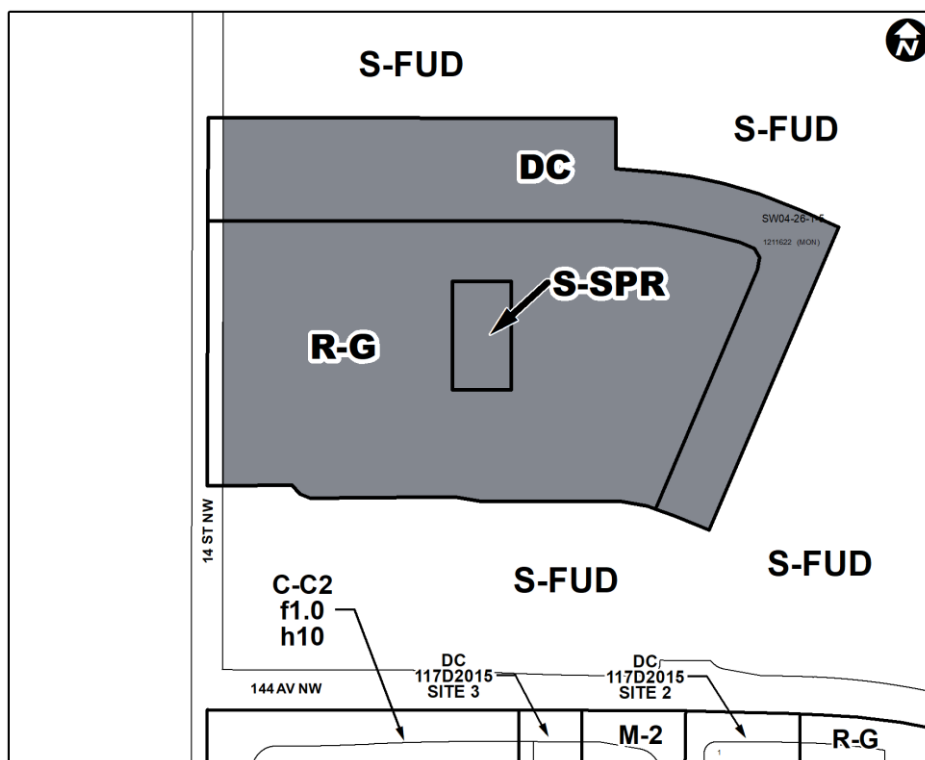 N
S-FUD
S-FUD
DC
SW04-26-1-5
1211622 (MON)
S-SPR
R-G
14 ST NW
S-FUD
S-FUD
C-C2
f1.0
h10
DC
117D2015
SITE 3
DC
117D2015
SITE 2
144 AV NW
M-2
R-G
1